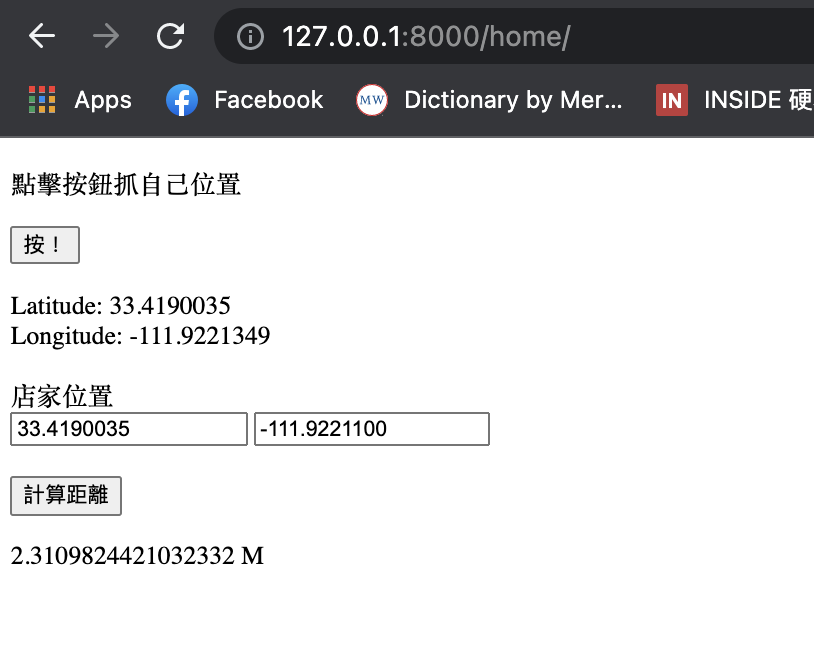 127.0.0.1:8000/home/
Apps Facebook MW Dictionary by Mer... IN INSIDE 硬
點擊按鈕抓自己位置
按！
Latitude: 33.4190035
Longitude: -111.9221349
店家位置
33.4190035 -111.9221100
計算距離
2.3109824421032332 M